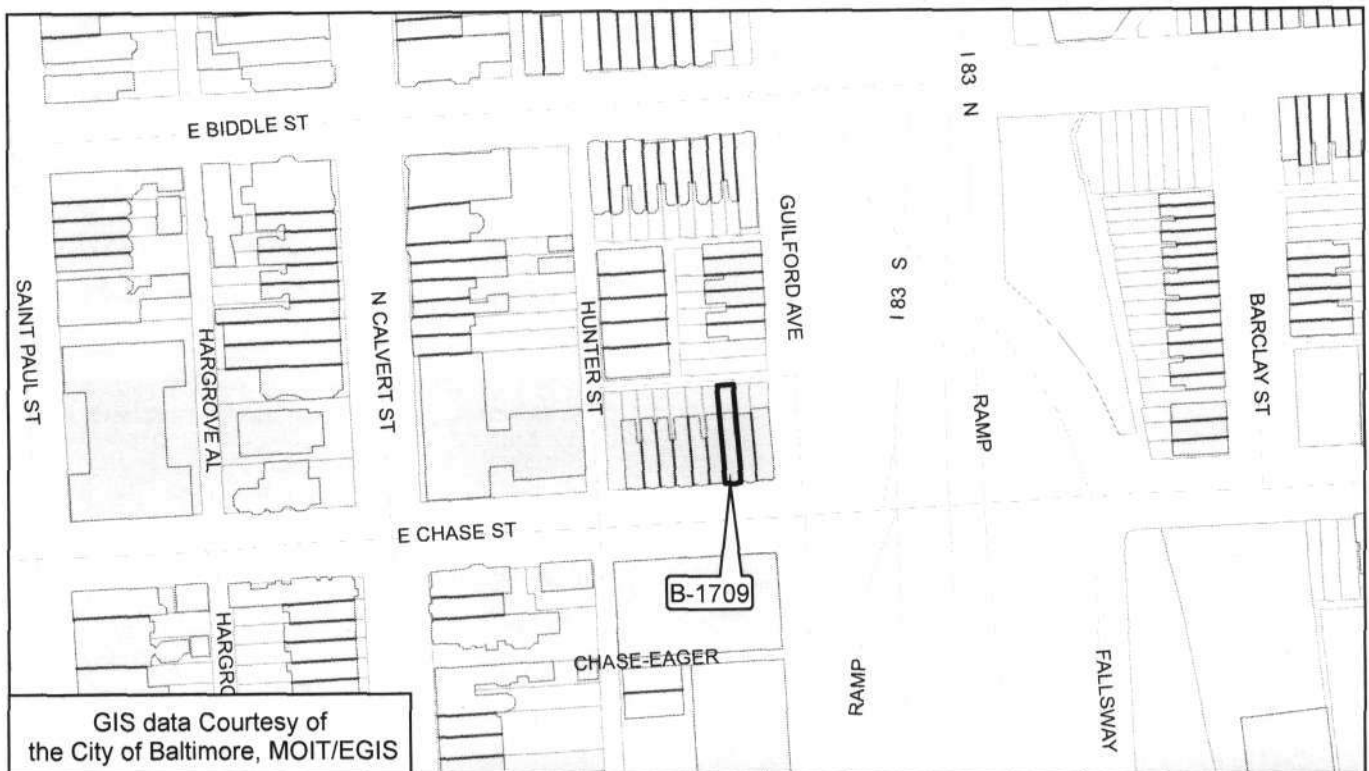 E BIDDLE ST
I 83 N
SAINT PAUL ST
HARGROVE AL
N CALVERT ST
HUNTER ST
GUILFORD AVE
I 83 S
RAMP
BARCLAY ST
E CHASE ST
B-1709
HARGRO
CHASE-EAGER
RAMP
FALLSWAY
GIS data Courtesy of
the City of Baltimore, MOIT/EGIS